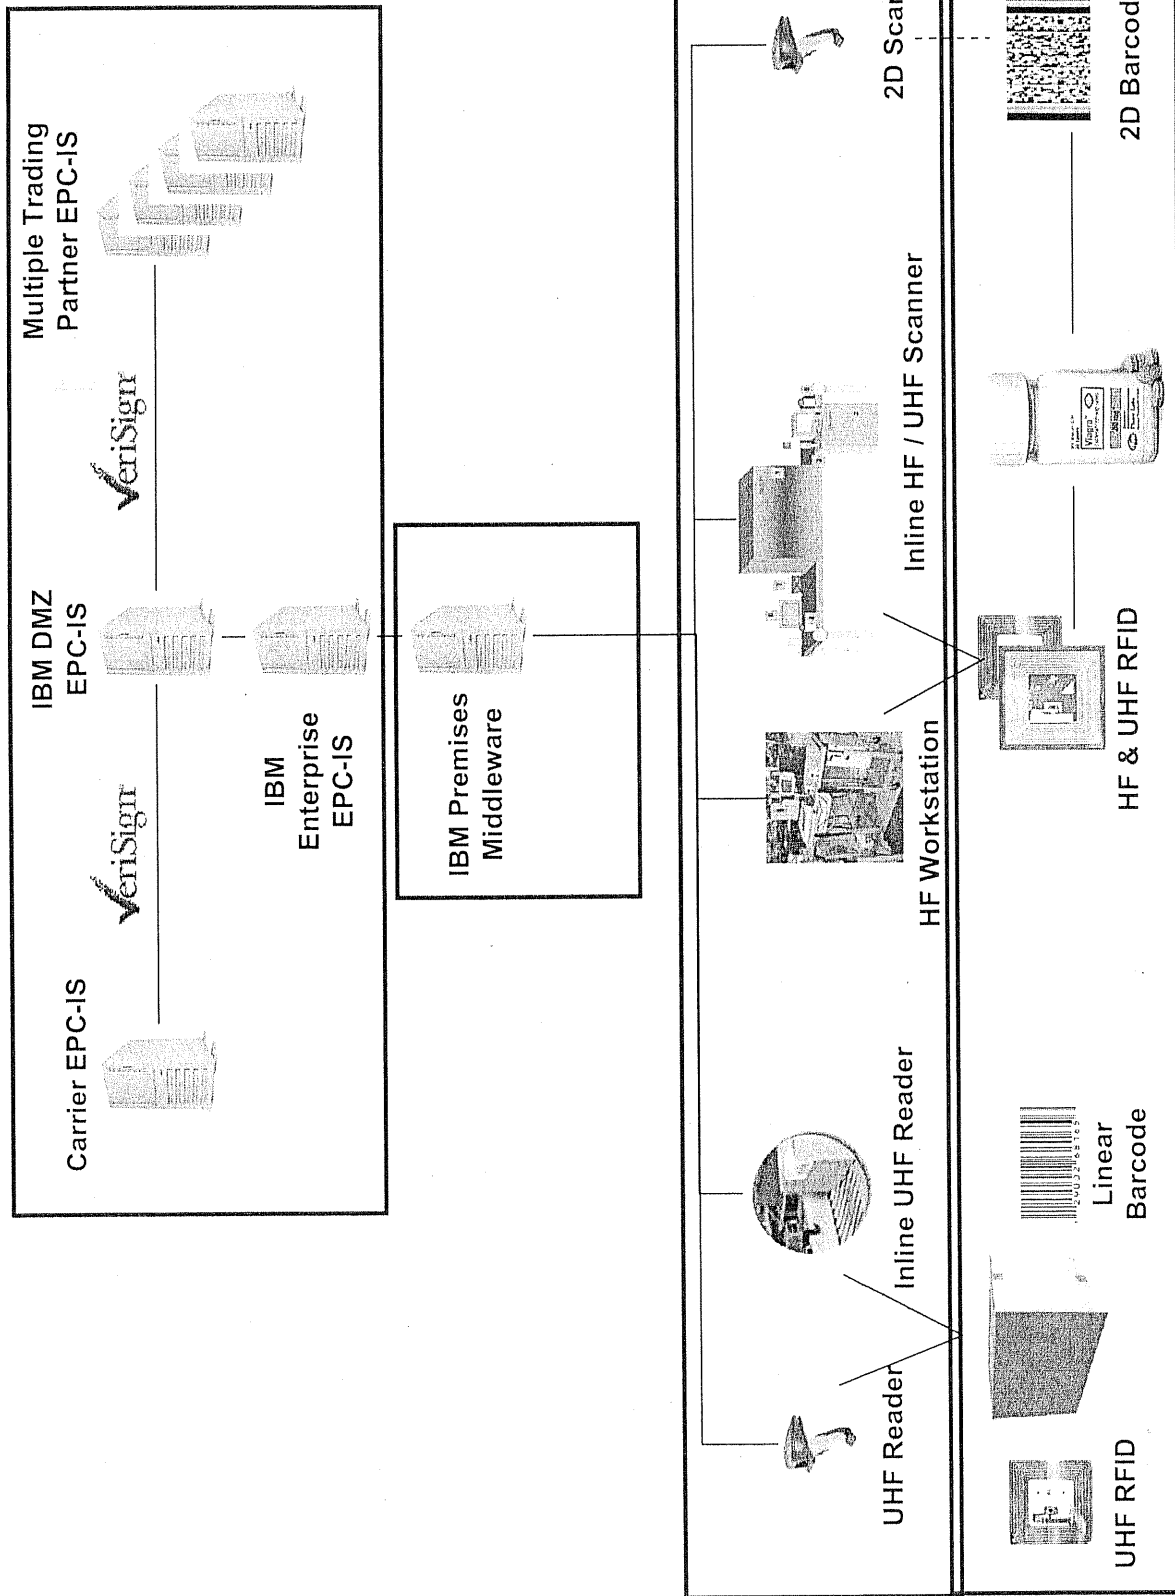 Multiple Trading
Partner EPC-IS
VeriSign
IBM DMZ
EPC-IS
VeriSign
Carrier EPC-IS
IBM
Enterprise
EPC-IS
IBM Premises
Middleware
UHF Reader
Inline UHF Reader
HF Workstation
Inline HF / UHF Scanner
2D Scan
UHF RFID
Linear
Barcode
HF & UHF RFID
Viagra
2D Barcod